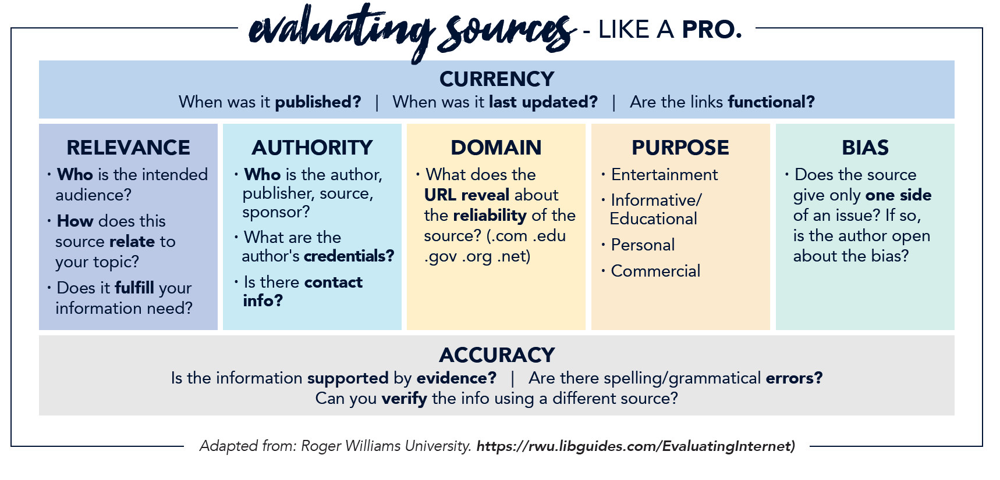 evaluating sources - LIKE A PRO.
CURRENCY
When was it published? | When was it last updated? | Are the links functional?
RELEVANCE
· Who is the intended
audience?
· How does this
source relate to
your topic?
· Does it fulfill your
information need?
AUTHORITY
· Who is the author,
publisher, source,
sponsor?
· What are the
author's credentials?
· Is there contact
info?
DOMAIN
· What does the
URL reveal about
the reliability of the
source? (.com .edu
.gov .org .net)
PURPOSE
· Entertainment
· Informative/
Educational
· Personal
· Commercial
BIAS
· Does the source
give only one side
of an issue? If so,
is the author open
about the bias?
ACCURACY
Is the information supported by evidence? | Are there spelling/grammatical errors?
Can you verify the info using a different source?
Adapted from: Roger Williams University. https://rwu.libguides.com/EvaluatingInternet)